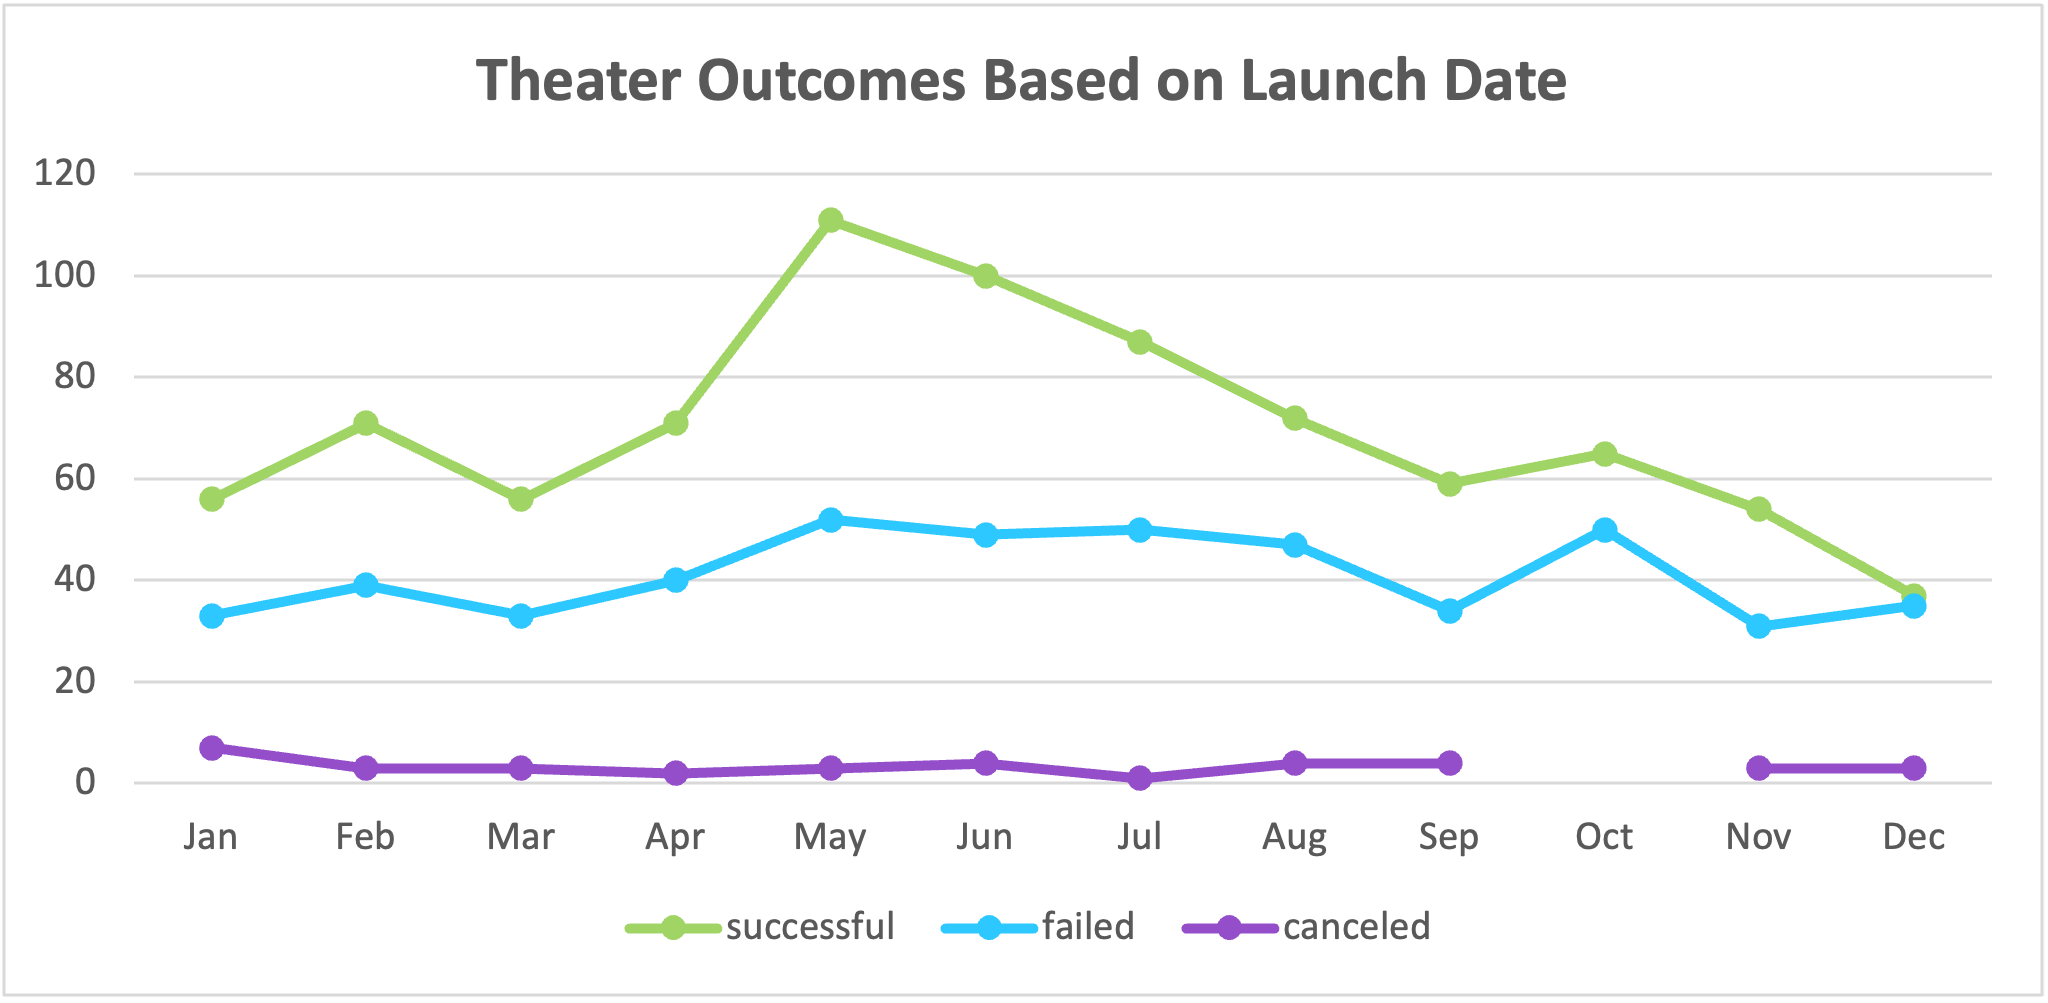 Theater Outcomes Based on Launch Date
120
100
80
60
40
20
0
Jan Feb Mar Apr May Jun Jul Aug Sep Oct Nov Dec
successful failed canceled